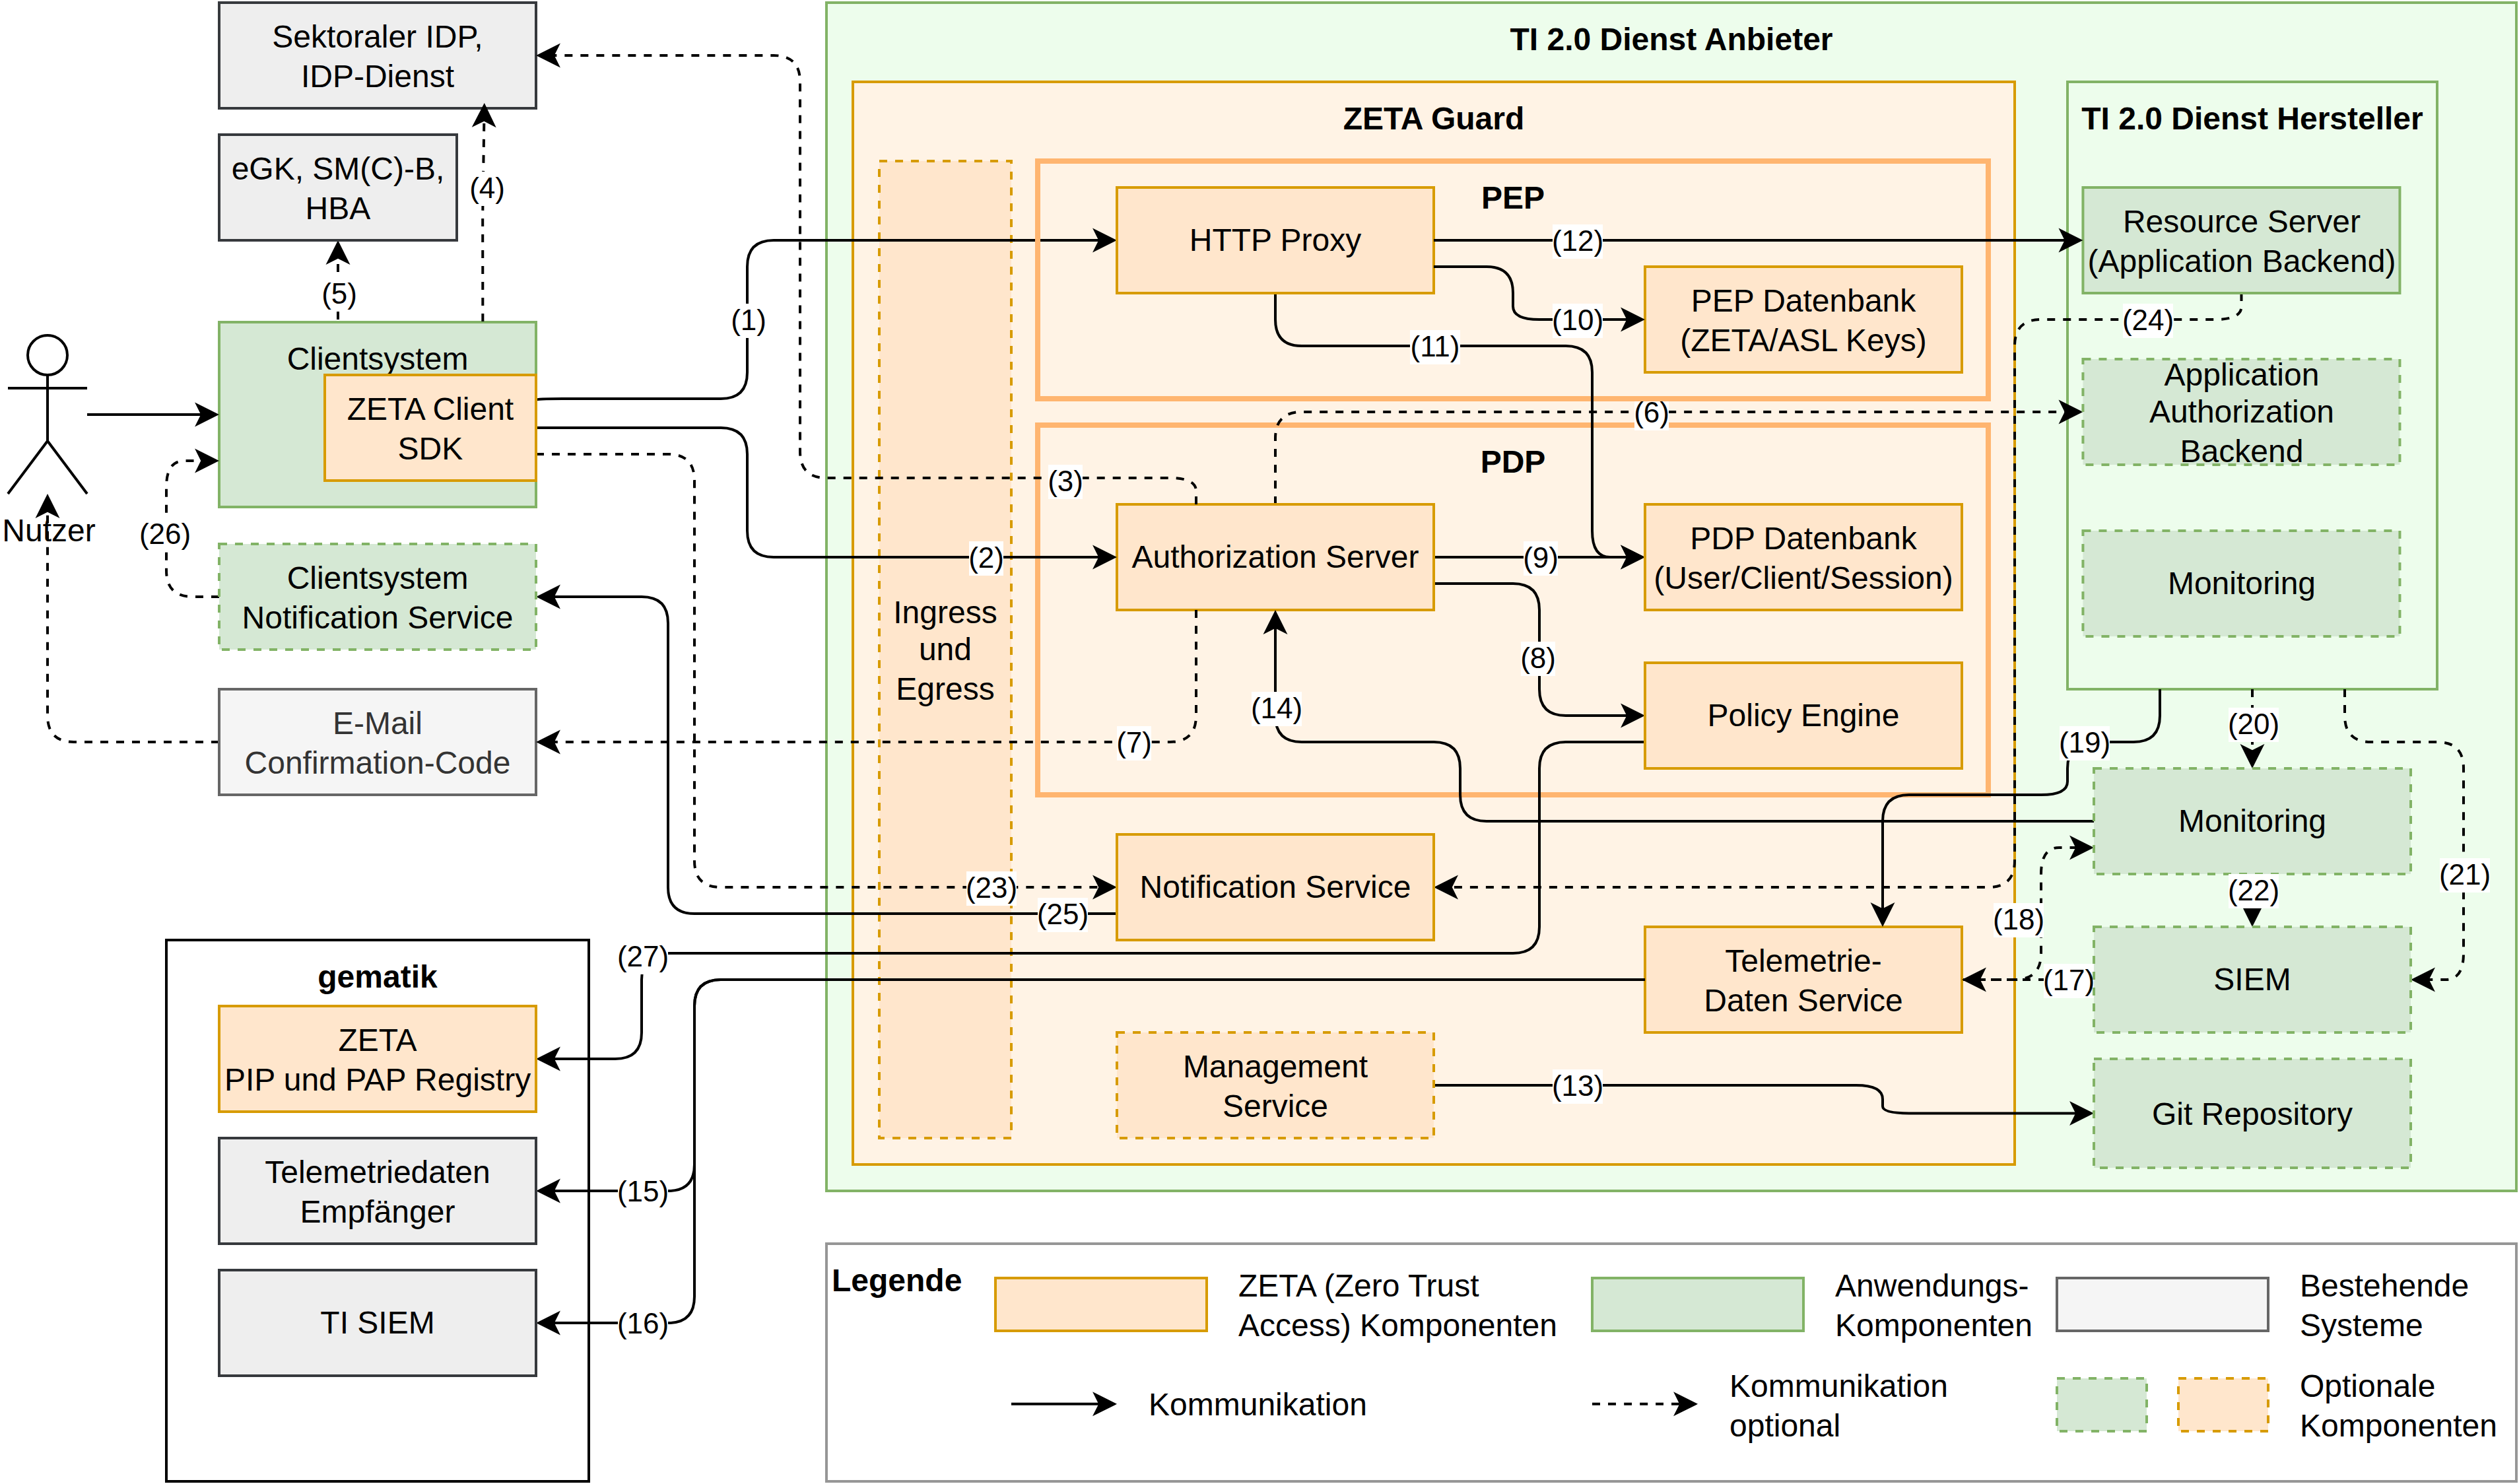 Sektoraler IDP,
IDP-Dienst
eGK, SM(C)-B,
HBA
(4)
(5)
Clientsystem
ZETA Client
SDK
Nutzer
(26)
Clientsystem
Notification Service
E-Mail
Confirmation-Code
(1)
(2)
(3)
(7)
(23)
(25)
(27)
(15)
(16)
gematik
ZETA
PIP und PAP Registry
Telemetriedaten
Empfänger
TI SIEM
TI 2.0 Dienst Anbieter
ZETA Guard
Ingress
und
Egress
PEP
HTTP Proxy
(12)
(10)
(11)
PEP Datenbank
(ZETA/ASL Keys)
(6)
PDP
Authorization Server
(9)
PDP Datenbank
(User/Client/Session)
(8)
(14)
Policy Engine
Notification Service
Telemetrie-
Daten Service
Management
Service
(13)
TI 2.0 Dienst Hersteller
Resource Server
(Application Backend)
(24)
Application
Authorization
Backend
Monitoring
(19)
(20)
(21)
Monitoring
(22)
(18)
(17)
SIEM
Git Repository
Legende
ZETA (Zero Trust
Access) Komponenten
Anwendungs-
Komponenten
Bestehende
Systeme
Kommunikation
Kommunikation
optional
Optionale
Komponenten